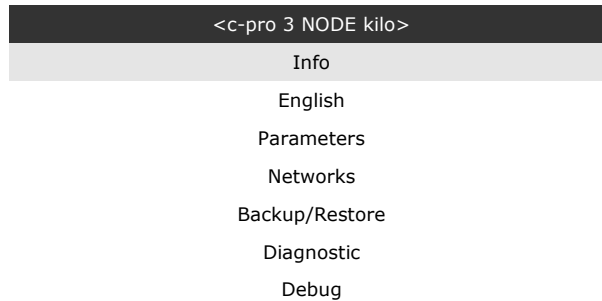 <c-pro 3 NODE kilo>
Info
English
Parameters
Networks
Backup/Restore
Diagnostic
Debug